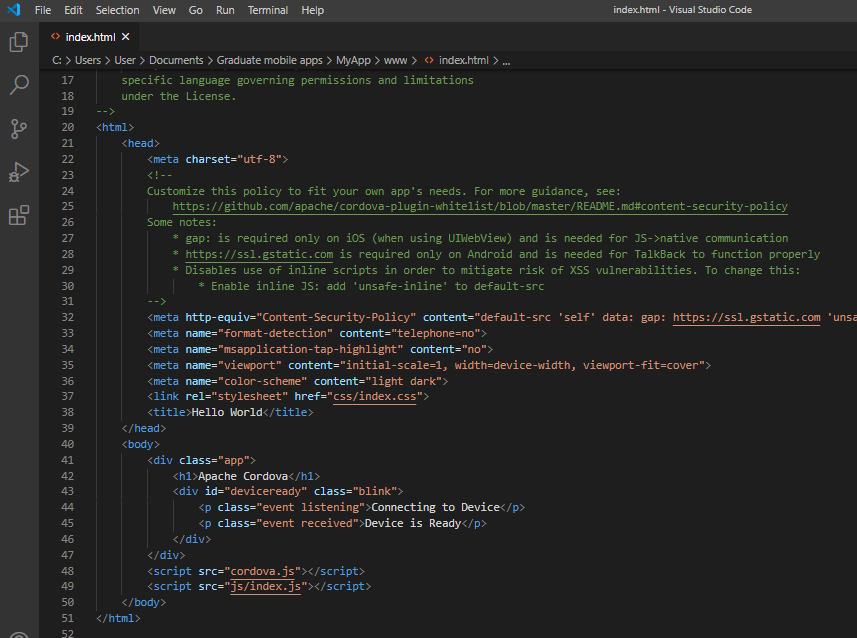 File Edit Selection View Go Run Terminal Help index.html - Visual Studio Code
<> index.html ×
C: > Users > User > Documents > Graduate mobile apps > MyApp > www > <> index.html > ...
17 specific language governing permissions and limitations
18 under the License.
19 -->
20 <html>
21 <head>
22 <meta charset="utf-8">
23 <!--
24 Customize this policy to fit your own app's needs. For more guidance, see:
25 https://github.com/apache/cordova-plugin-whitelist/blob/master/README.md#content-security-policy
26 Some notes:
27 * gap: is required only on iOS (when using UIWebView) and is needed for JS->native communication
28 * https://ssl.gstatic.com is required only on Android and is needed for TalkBack to function properly
29 * Disables use of inline scripts in order to mitigate risk of XSS vulnerabilities. To change this:
30 * Enable inline JS: add 'unsafe-inline' to default-src
31 -->
32 <meta http-equiv="Content-Security-Policy" content="default-src 'self' data: gap: https://ssl.gstatic.com 'unsa
33 <meta name="format-detection" content="telephone=no">
34 <meta name="msapplication-tap-highlight" content="no">
35 <meta name="viewport" content="initial-scale=1, width=device-width, viewport-fit=cover">
36 <meta name="color-scheme" content="light dark">
37 <link rel="stylesheet" href="css/index.css">
38 <title>Hello World</title>
39 </head>
40 <body>
41 <div class="app">
42 <h1>Apache Cordova</h1>
43 <div id="deviceready" class="blink">
44 <p class="event listening">Connecting to Device</p>
45 <p class="event received">Device is Ready</p>
46 </div>
47 </div>
48 <script src="cordova.js"></script>
49 <script src="js/index.js"></script>
50 </body>
51 </html>
52